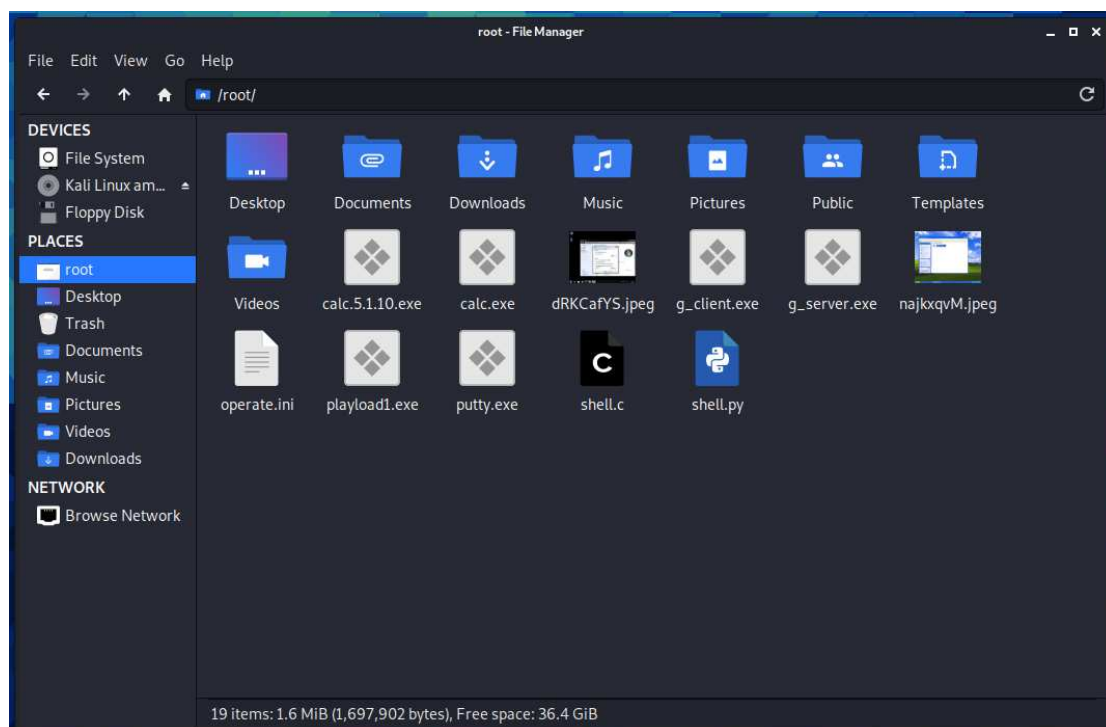 root - File Manager
File Edit View Go Help
/root/
DEVICES
File System
Kali Linux am...
Floppy Disk
PLACES
root
Desktop
Trash
Documents
Music
Pictures
Videos
Downloads
NETWORK
Browse Network
Desktop Documents Downloads Music Pictures Public Templates
Videos calc.5.1.10.exe calc.exe dRKCafYS.jpeg g_client.exe g_server.exe najkxqvM.jpeg
operate.ini playload1.exe putty.exe shell.c shell.py
19 items: 1.6 MiB (1,697,902 bytes), Free space: 36.4 GiB